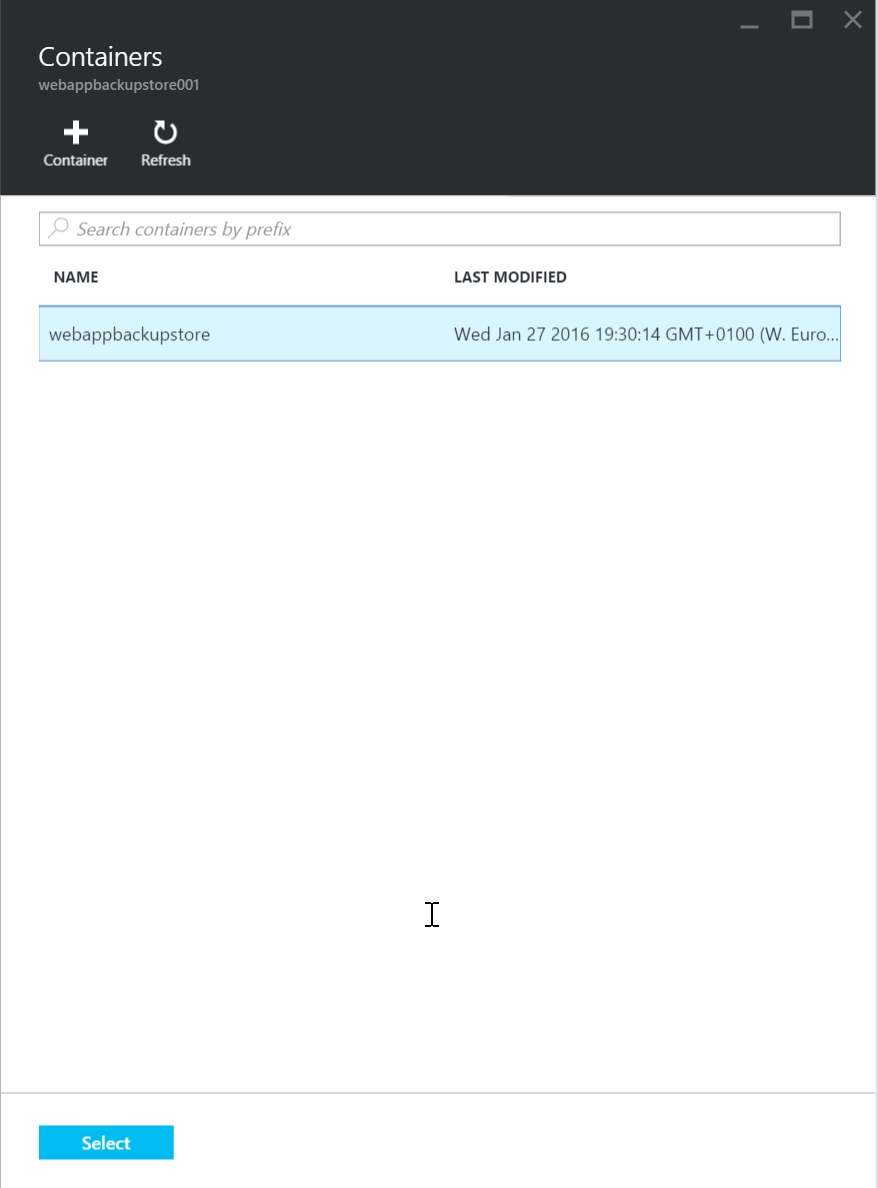 Containers
webappbackupstore001
Container Refresh
Search containers by prefix
NAME LAST MODIFIED
webappbackupstore Wed Jan 27 2016 19:30:14 GMT+0100 (W. Euro...
Select